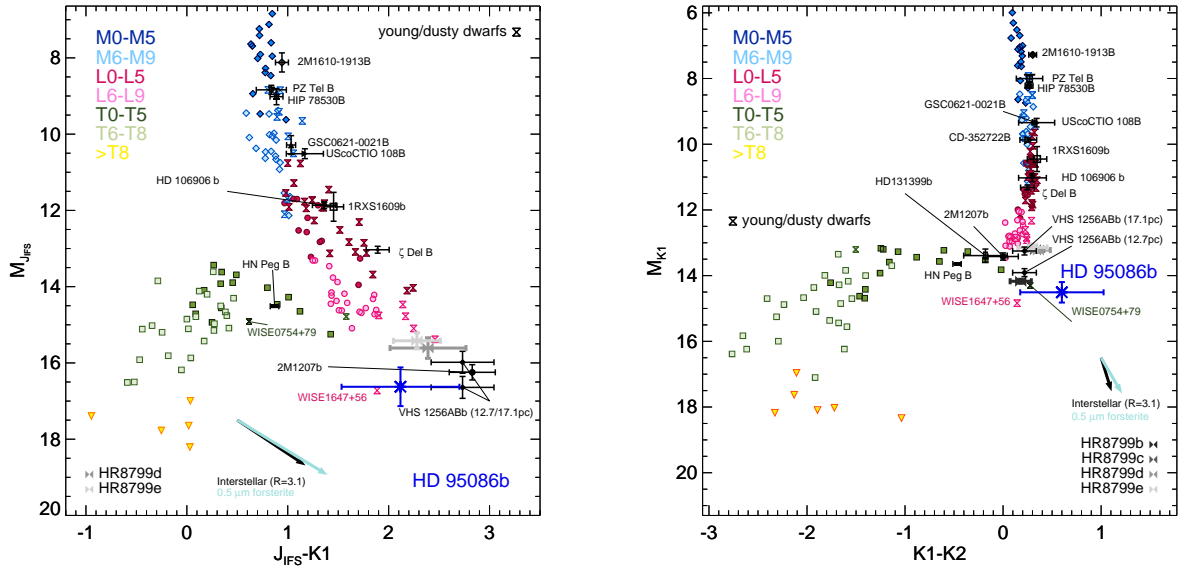 M0-M5
M6-M9
L0-L5
L6-L9
T0-T5
T6-T8
>T8
young/dusty dwarfs
2M1610-1913B
PZ Tel B
HIP 78530B
GSC0621-0021B
UScoCTIO 108B
HD 106906 b
1RXS1609b
ζ Del B
HN Peg B
WISE0754+79
2M1207b
WISE1647+56
VHS 1256ABb (12.7/17.1pc)
HR8799d
HR8799e
Interstellar (R=3.1)
0.5 μm forsterite
HD 95086b
8
10
12
14
16
18
20
M_JIFS
-1
0
1
2
3
J_IFS-K1
M0-M5
M6-M9
L0-L5
L6-L9
T0-T5
T6-T8
>T8
2M1610-1913B
PZ Tel B
HIP 78530B
GSC0621-0021B
UScoCTIO 108B
CD-352722B
1RXS1609b
HD 106906 b
HD131399b
ζ Del B
young/dusty dwarfs
2M1207b
VHS 1256ABb (17.1pc)
VHS 1256ABb (12.7pc)
HN Peg B
HD 95086b
WISE1647+56
WISE0754+79
Interstellar (R=3.1)
0.5 μm forsterite
HR8799b
HR8799c
HR8799d
HR8799e
6
7
8
9
10
11
12
13
14
15
16
17
18
19
20
M_K1
-3
-2
-1
0
1
K1-K2